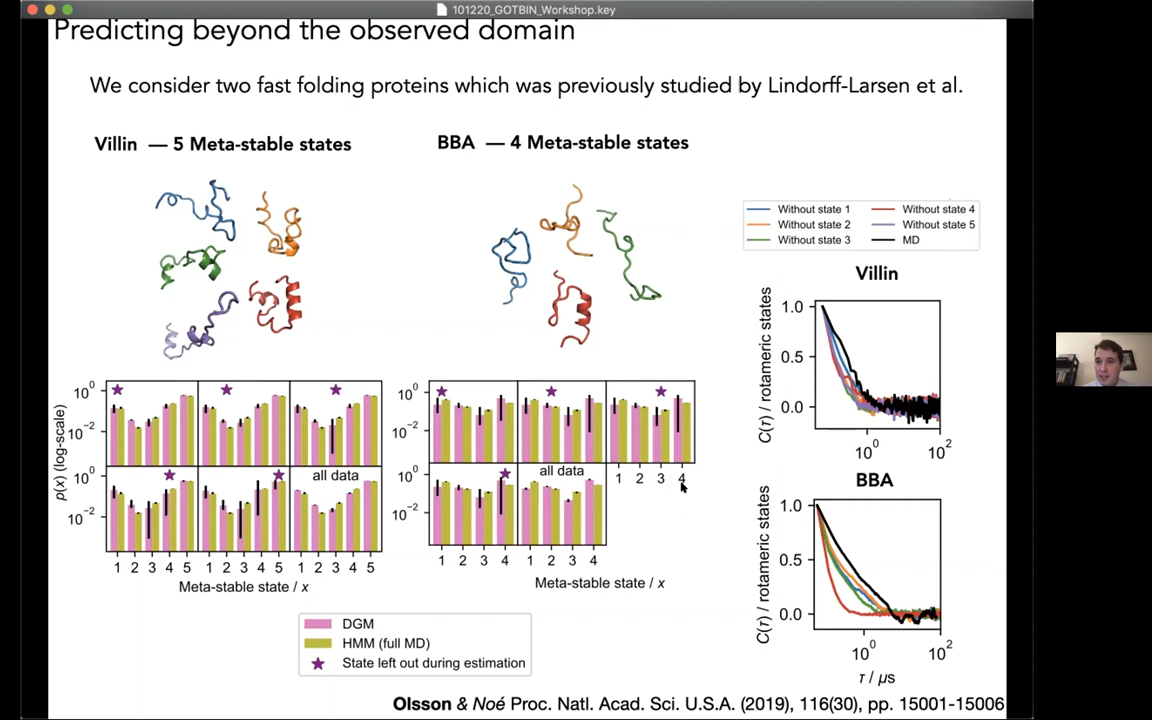 101220_GOTBIN_Workshop.key
Predicting beyond the observed domain
We consider two fast folding proteins which was previously studied by Lindorff-Larsen et al.
Villin — 5 Meta-stable states
BBA — 4 Meta-stable states
Without state 1
Without state 2
Without state 3
Without state 4
Without state 5
MD
Villin
C(τ) / rotameric states
1.0
0.5
0.0
10⁰ 10²
BBA
C(τ) / rotameric states
1.0
0.5
0.0
10⁰ 10²
τ / μs
p(x) (log-scale)
10⁰
10⁻²
10⁰
10⁻²
all data
1 2 3 4 5 1 2 3 4 5 1 2 3 4 5
Meta-stable state / x
10⁰
10⁻²
10⁰
10⁻²
all data
1 2 3 4
1 2 3 4 1 2 3 4
Meta-stable state / x
DGM
HMM (full MD)
State left out during estimation
Olsson & Noé Proc. Natl. Acad. Sci. U.S.A. (2019), 116(30), pp. 15001-15006